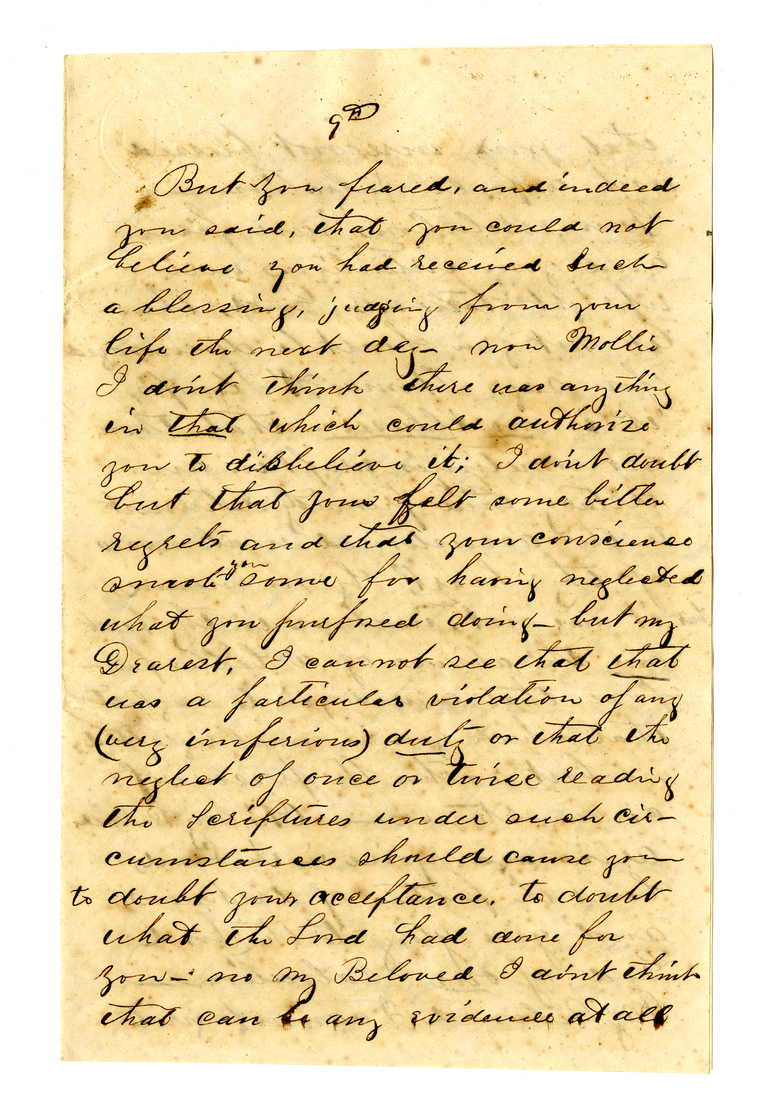 9th
But you feared, and indeed
you said, that you could not
believe you had received such
a blessing, judging from your
life the next day— now Mollie
I don't think there was anything
in that which could authorize
you to disbelieve it; I don't doubt
but that your felt some bitter
regrets and that your conscience
smote you some for having neglected
what you purposed doing— but my
Dearest, I cannot see that that
was a particular violation of any
(very imperious) duty or that the
neglect of once or twise reading
the Scriptures under such cir-
cumstances should cause you
to doubt your acceptance. to doubt
what the Lord had done for
you— no my Beloved I don't think
that can be any evidence at all